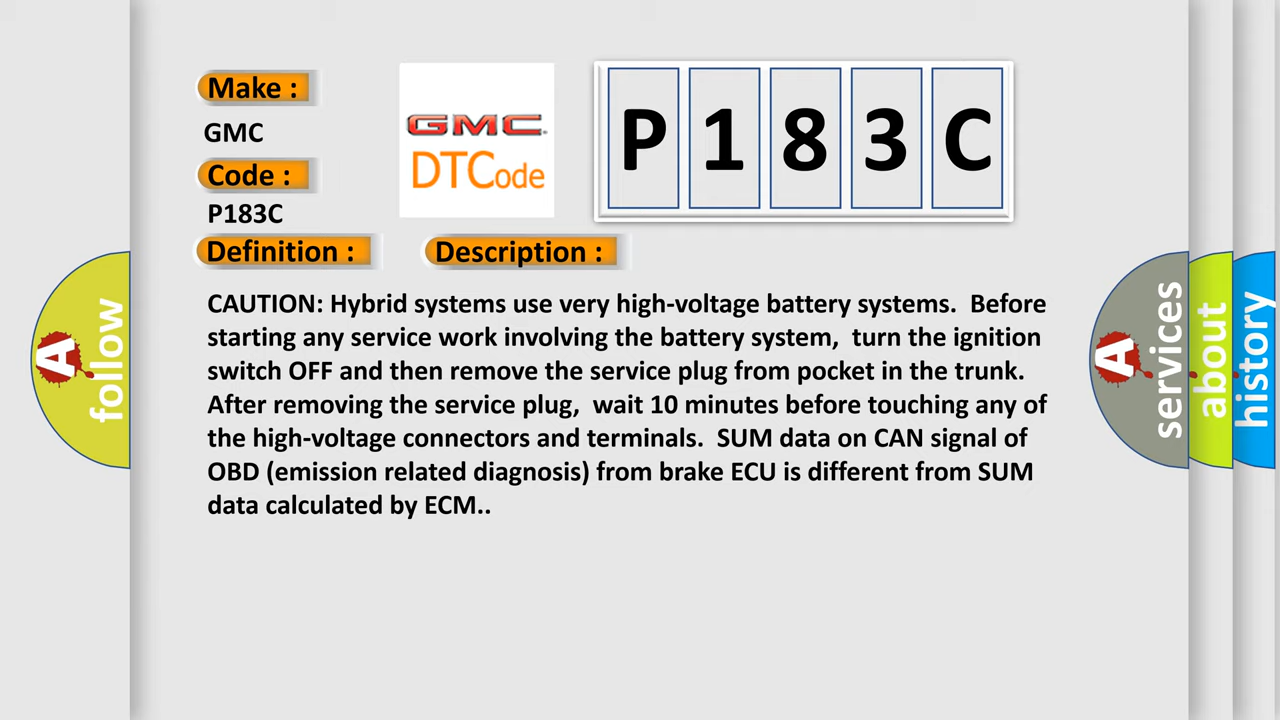 Make :
GMC
Code :
P183C
GMC
DTCode
P183C
Definition :
Description :
CAUTION: Hybrid systems use very high-voltage battery systems. Before
starting any service work involving the battery system, turn the ignition
switch OFF and then remove the service plug from pocket in the trunk.
After removing the service plug, wait 10 minutes before touching any of
the high-voltage connectors and terminals. SUM data on CAN signal of
OBD (emission related diagnosis) from brake ECU is different from SUM
data calculated by ECM..
A follow
A services
about
history